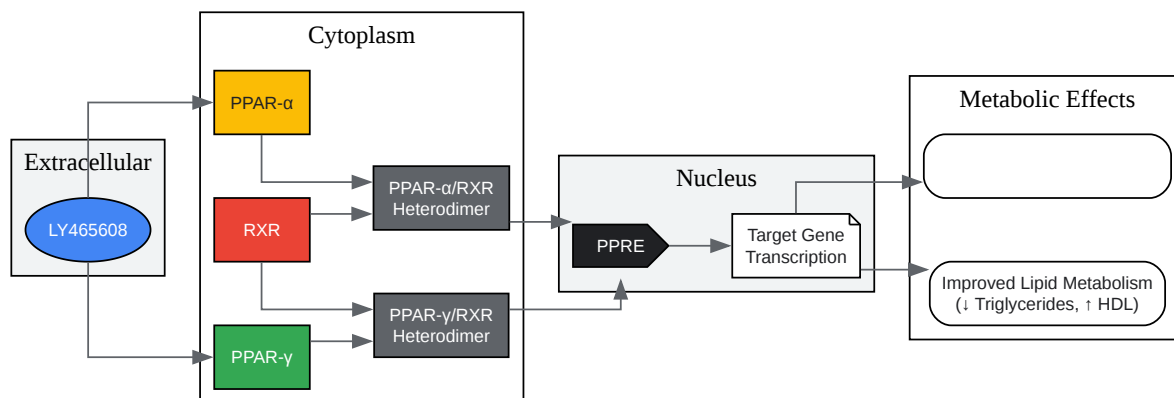 Cytoplasm
PPAR-α
Metabolic Effects
Extracellular
LY465608
RXR
PPAR-α/RXR
Heterodimer
Nucleus
PPRE
Target Gene
Transcription
PPAR-γ
PPAR-γ/RXR
Heterodimer
Improved Lipid Metabolism
(↓ Triglycerides, ↑ HDL)